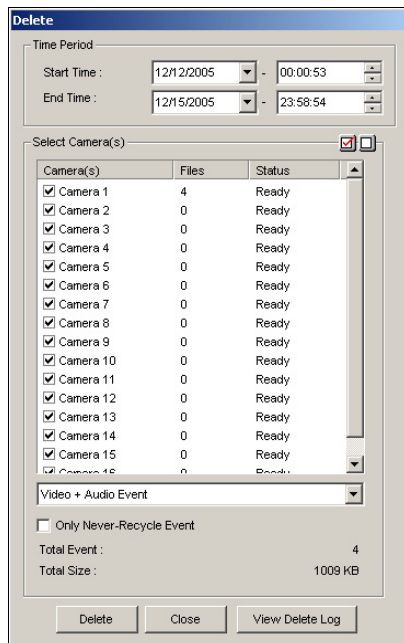 Delete
Time Period
Start Time : 12/12/2005 - 00:00:53
End Time : 12/15/2005 - 23:58:54
Select Camera(s)
Camera(s) Files Status
Camera 1 4 Ready
Camera 2 0 Ready
Camera 3 0 Ready
Camera 4 0 Ready
Camera 5 0 Ready
Camera 6 0 Ready
Camera 7 0 Ready
Camera 8 0 Ready
Camera 9 0 Ready
Camera 10 0 Ready
Camera 11 0 Ready
Camera 12 0 Ready
Camera 13 0 Ready
Camera 14 0 Ready
Camera 15 0 Ready
Camera 16 0 Ready
Video + Audio Event
Only Never-Recycle Event
Total Event : 4
Total Size : 1009 KB
Delete Close View Delete Log